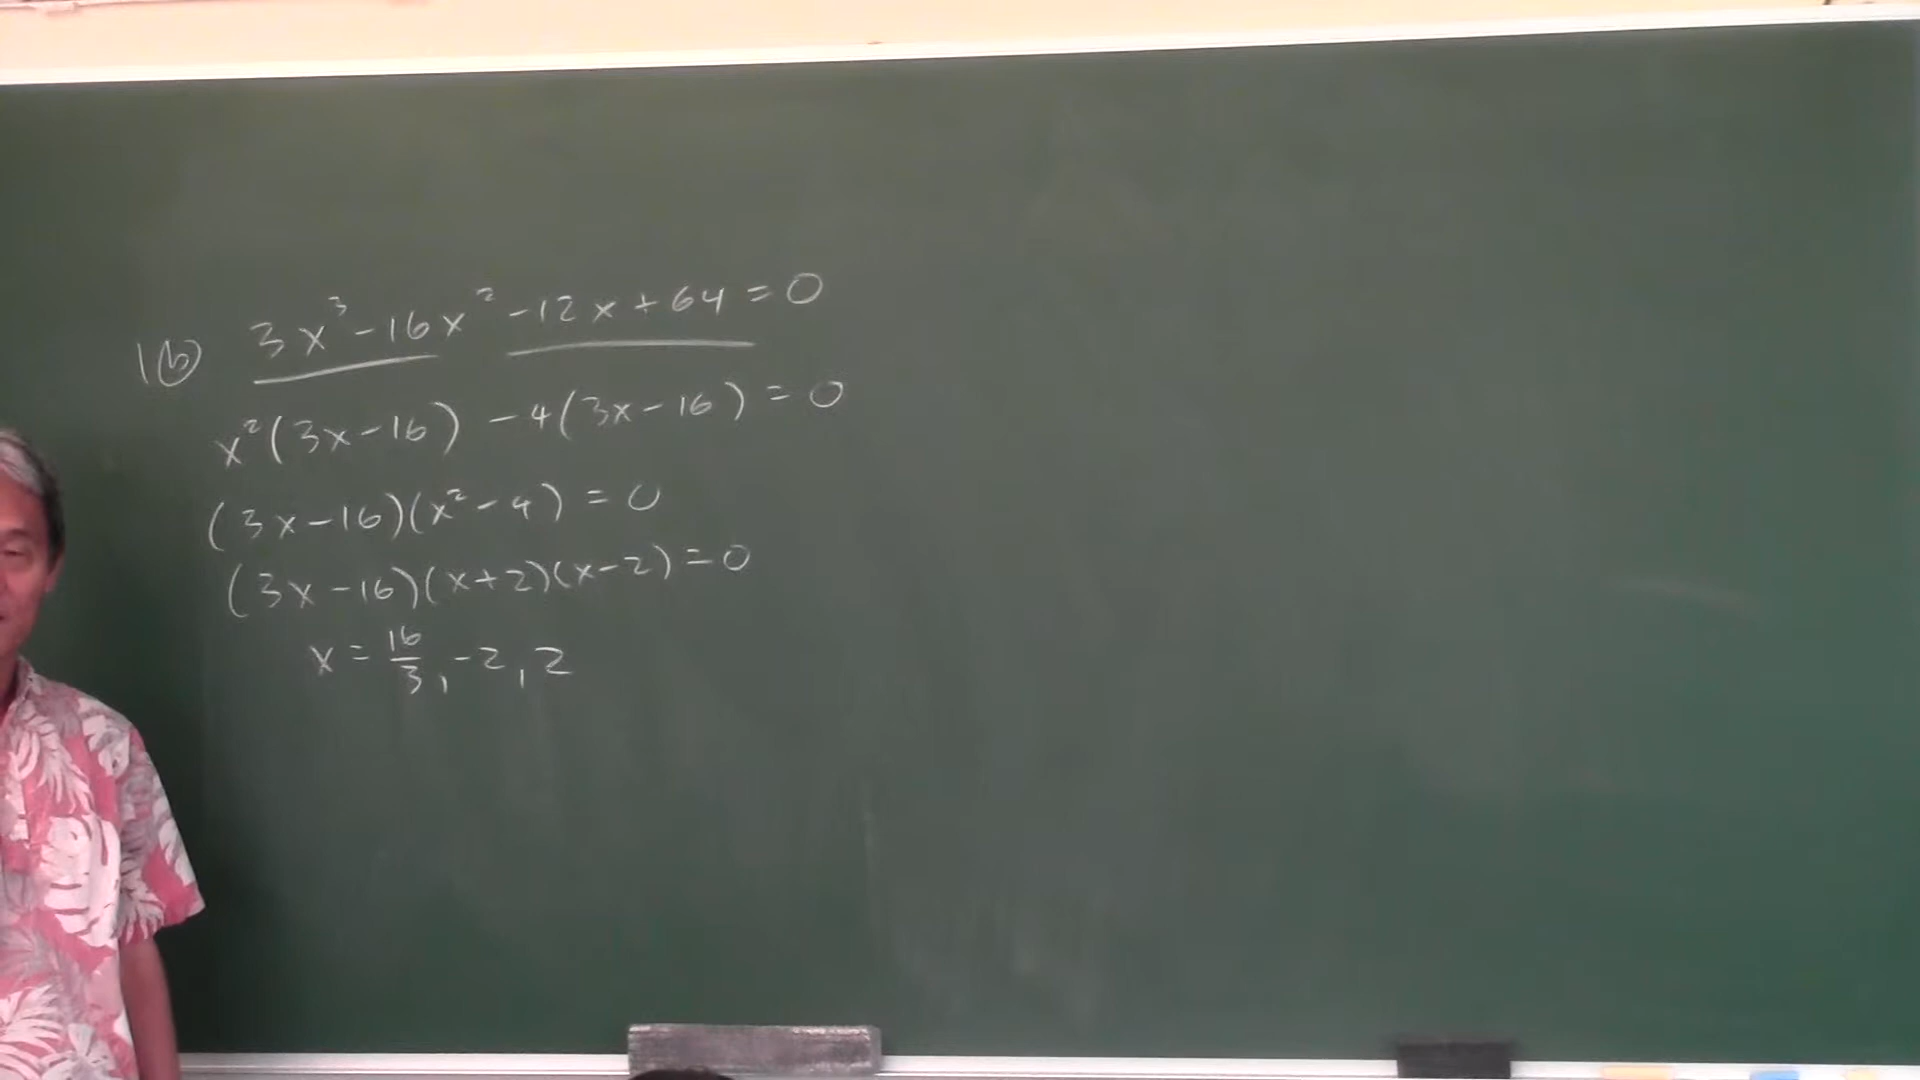 1⑥ 3x³-16x²-12x+64=0
x²(3x-16) -4(3x-16)=0
(3x-16)(x²-4)=0
(3x-16)(x+2)(x-2)=0
x=16/3,-2,2